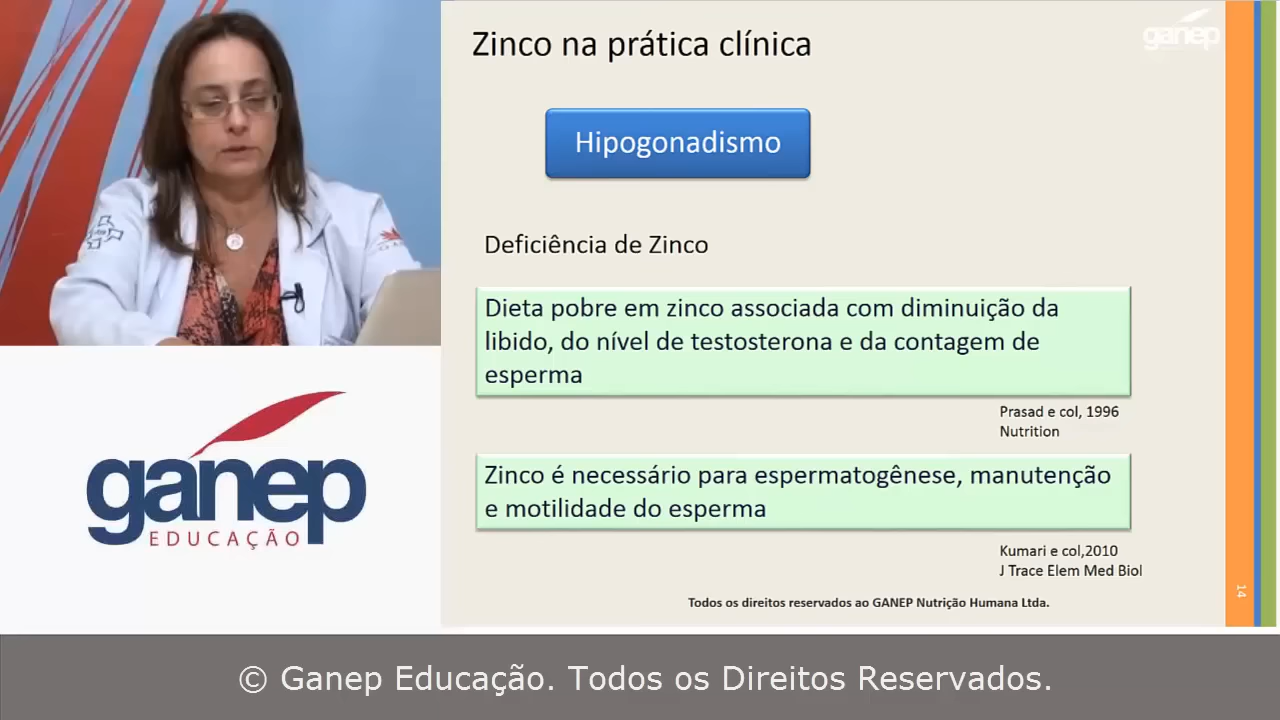 Zinco na prática clínica
ganep
Hipogonadismo
Deficiência de Zinco
Dieta pobre em zinco associada com diminuição da
libido, do nível de testosterona e da contagem de
esperma
Prasad e col, 1996
Nutrition
Zinco é necessário para espermatogênese, manutenção
e motilidade do esperma
Kumari e col,2010
J Trace Elem Med Biol
Todos os direitos reservados ao GANEP Nutrição Humana Ltda.
14
ganep
EDUCAÇÃO
© Ganep Educação. Todos os Direitos Reservados.